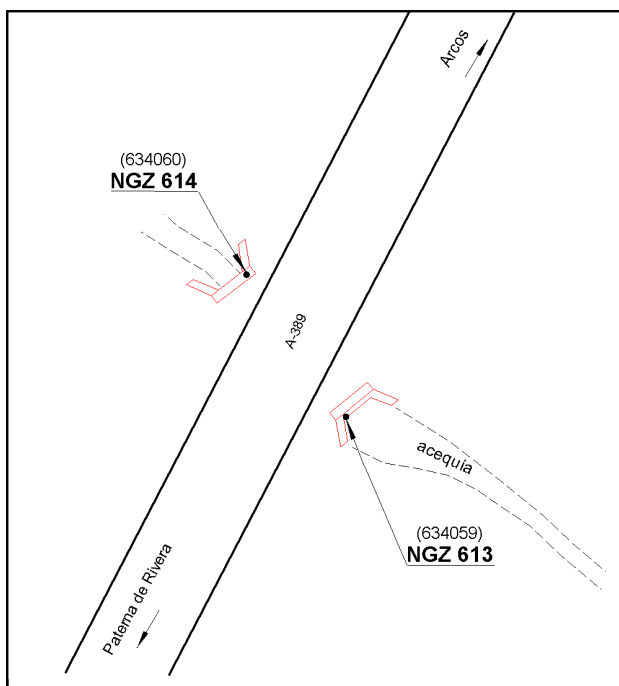 Arcos
(634060)
NGZ 614
A-389
acequia
(634059)
NGZ 613
Paterna de Rivera